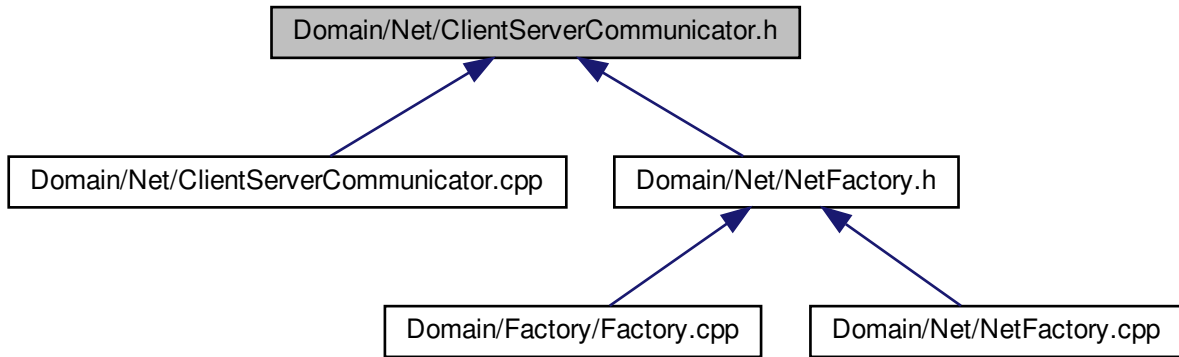 Domain/Net/ClientServerCommunicator.h
Domain/Net/ClientServerCommunicator.cpp
Domain/Net/NetFactory.h
Domain/Factory/Factory.cpp
Domain/Net/NetFactory.cpp